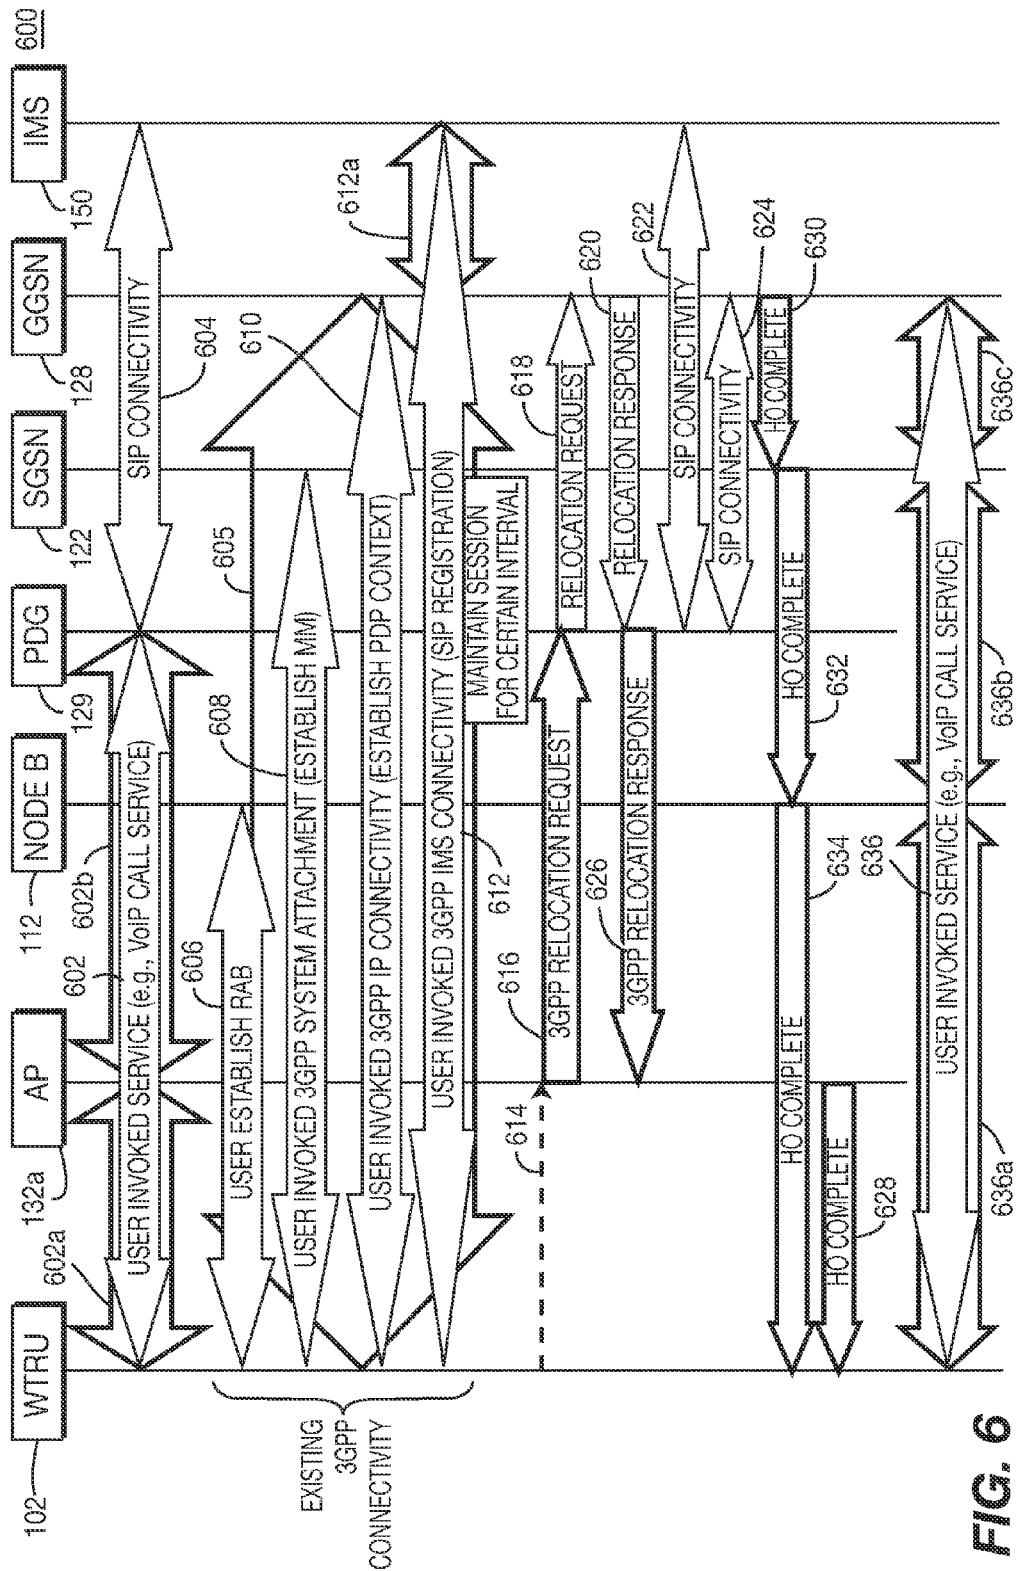 600
WTRU
AP
NODE B
PDG
SGSN
GGSN
IMS
102
132a
112
129
122
128
150
602a
602
602b
USER INVOKED SERVICE (e.g., VoIP CALL SERVICE)
SIP CONNECTIVITY
604
EXISTING
3GPP
CONNECTIVITY
606
USER ESTABLISH RAB
605
608
USER INVOKED 3GPP SYSTEM ATTACHMENT (ESTABLISH MM)
610
USER INVOKED 3GPP IP CONNECTIVITY (ESTABLISH PDP CONTEXT)
612a
USER INVOKED 3GPP IMS CONNECTIVITY (SIP REGISTRATION)
612
MAINTAIN SESSION
FOR CERTAIN INTERVAL
614
616
3GPP RELOCATION REQUEST
618
RELOCATION REQUEST
620
RELOCATION RESPONSE
626
3GPP RELOCATION RESPONSE
622
SIP CONNECTIVITY
624
SIP CONNECTIVITY
630
HO COMPLETE
HO COMPLETE
632
HO COMPLETE
634
HO COMPLETE
628
636
USER INVOKED SERVICE (e.g., VoIP CALL SERVICE)
636a
636b
636c
FIG. 6